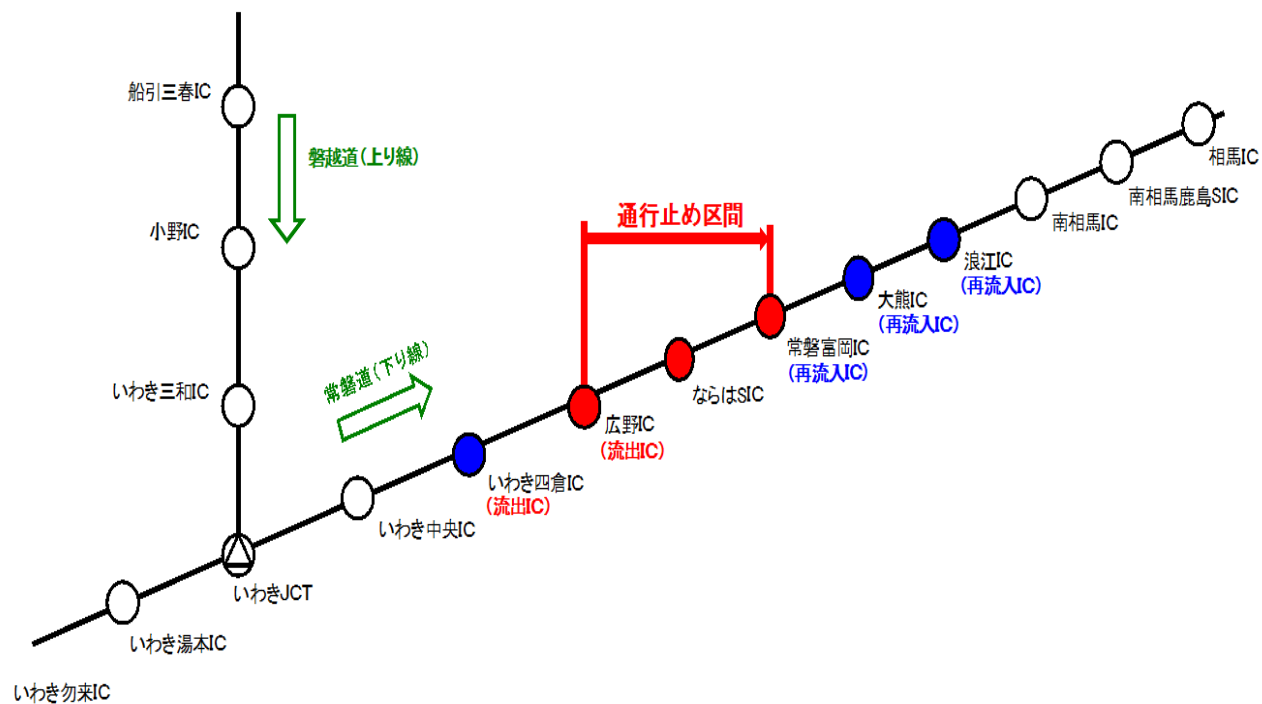 船引三春IC
磐越道(上り線)
小野IC
いわき三和IC
いわきJCT
いわき湯本IC
いわき勿来IC
常磐道(下り線)
いわき中央IC
いわき四倉IC
(流出IC)
広野IC
(流出IC)
通行止め区間
ならはSIC
常磐富岡IC
(再流入IC)
大熊IC
(再流入IC)
浪江IC
(再流入IC)
南相馬IC
南相馬鹿島SIC
相馬IC